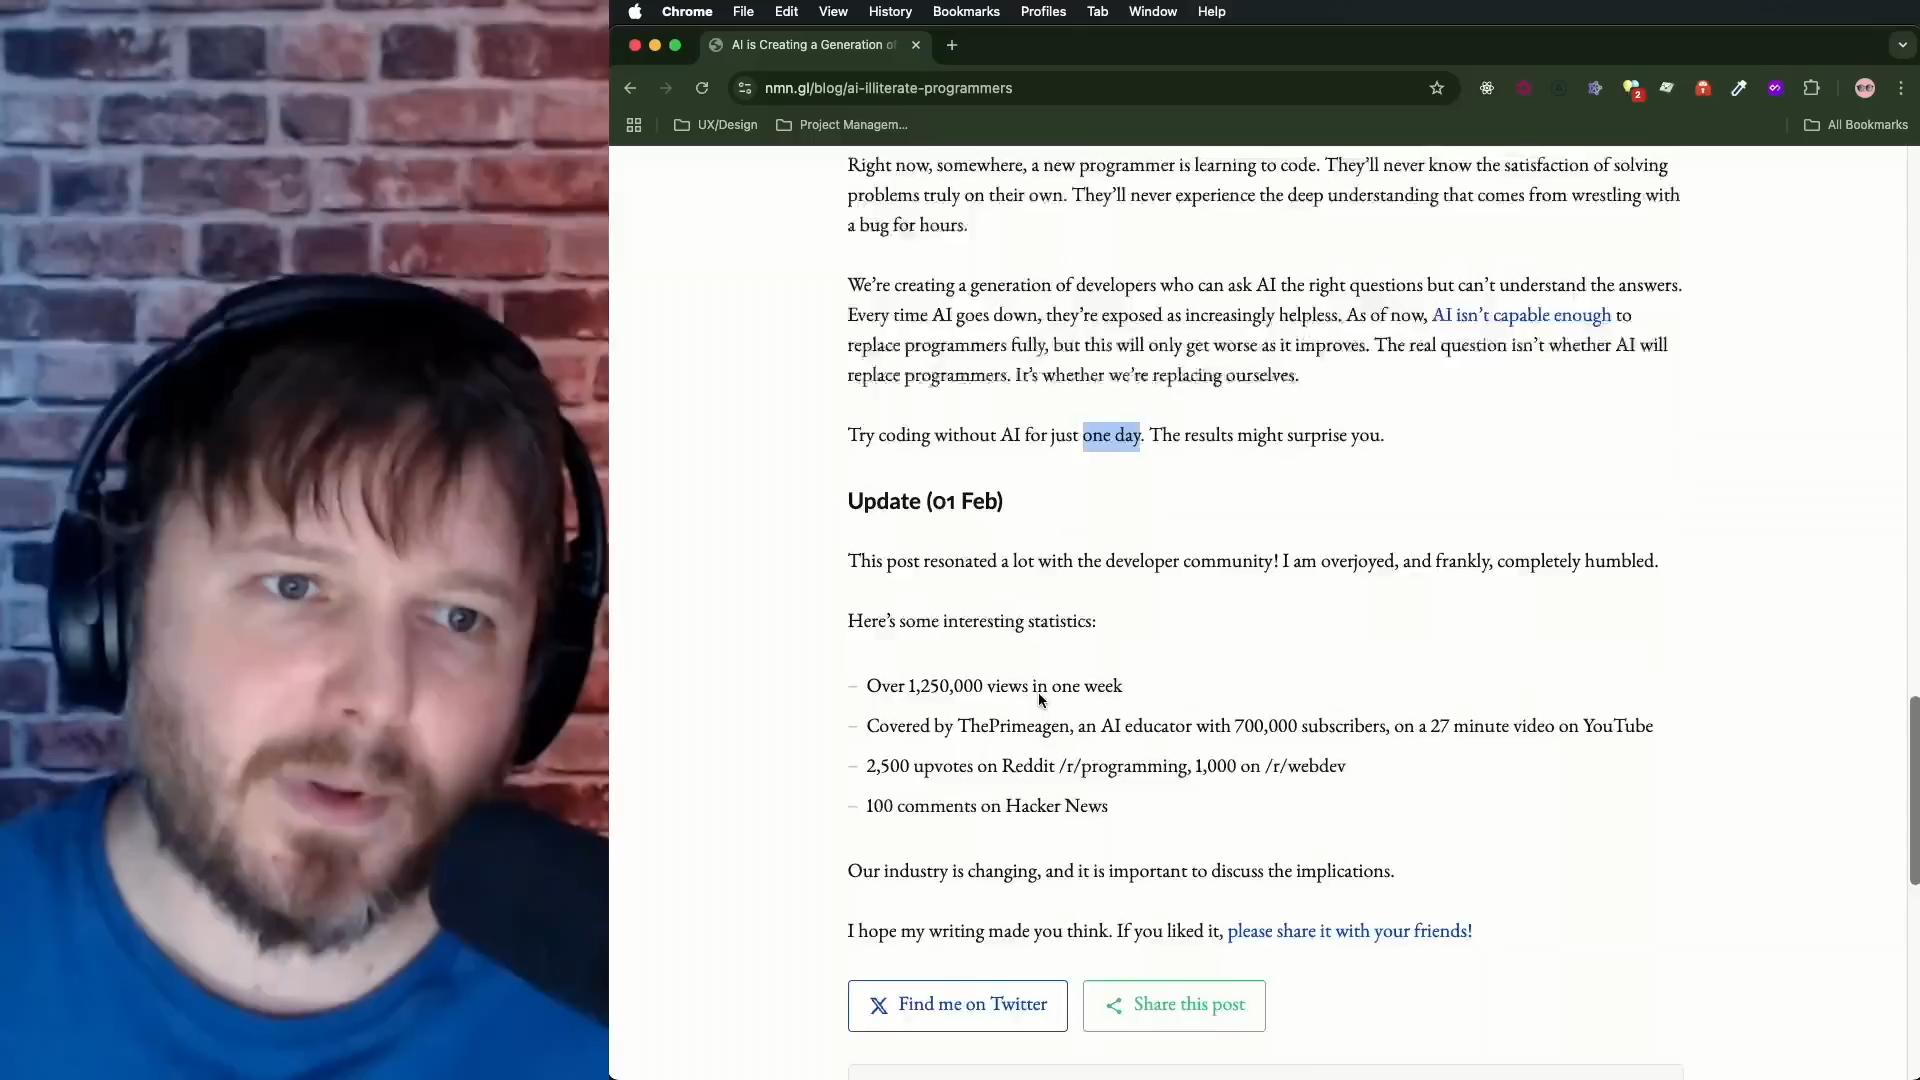 Chrome File Edit View History Bookmarks Profiles Tab Window Help
AI is Creating a Generation of
nmn.gl/blog/ai-illiterate-programmers
2
UX/Design Project Managem... All Bookmarks
Right now, somewhere, a new programmer is learning to code. They’ll never know the satisfaction of solving
problems truly on their own. They’ll never experience the deep understanding that comes from wrestling with
a bug for hours.
We’re creating a generation of developers who can ask AI the right questions but can’t understand the answers.
Every time AI goes down, they’re exposed as increasingly helpless. As of now, AI isn’t capable enough to
replace programmers fully, but this will only get worse as it improves. The real question isn’t whether AI will
replace programmers. It’s whether we’re replacing ourselves.
Try coding without AI for just one day. The results might surprise you.
Update (01 Feb)
This post resonated a lot with the developer community! I am overjoyed, and frankly, completely humbled.
Here’s some interesting statistics:
– Over 1,250,000 views in one week
– Covered by ThePrimeagen, an AI educator with 700,000 subscribers, on a 27 minute video on YouTube
– 2,500 upvotes on Reddit /r/programming, 1,000 on /r/webdev
– 100 comments on Hacker News
Our industry is changing, and it is important to discuss the implications.
I hope my writing made you think. If you liked it, please share it with your friends!
Find me on Twitter Share this post